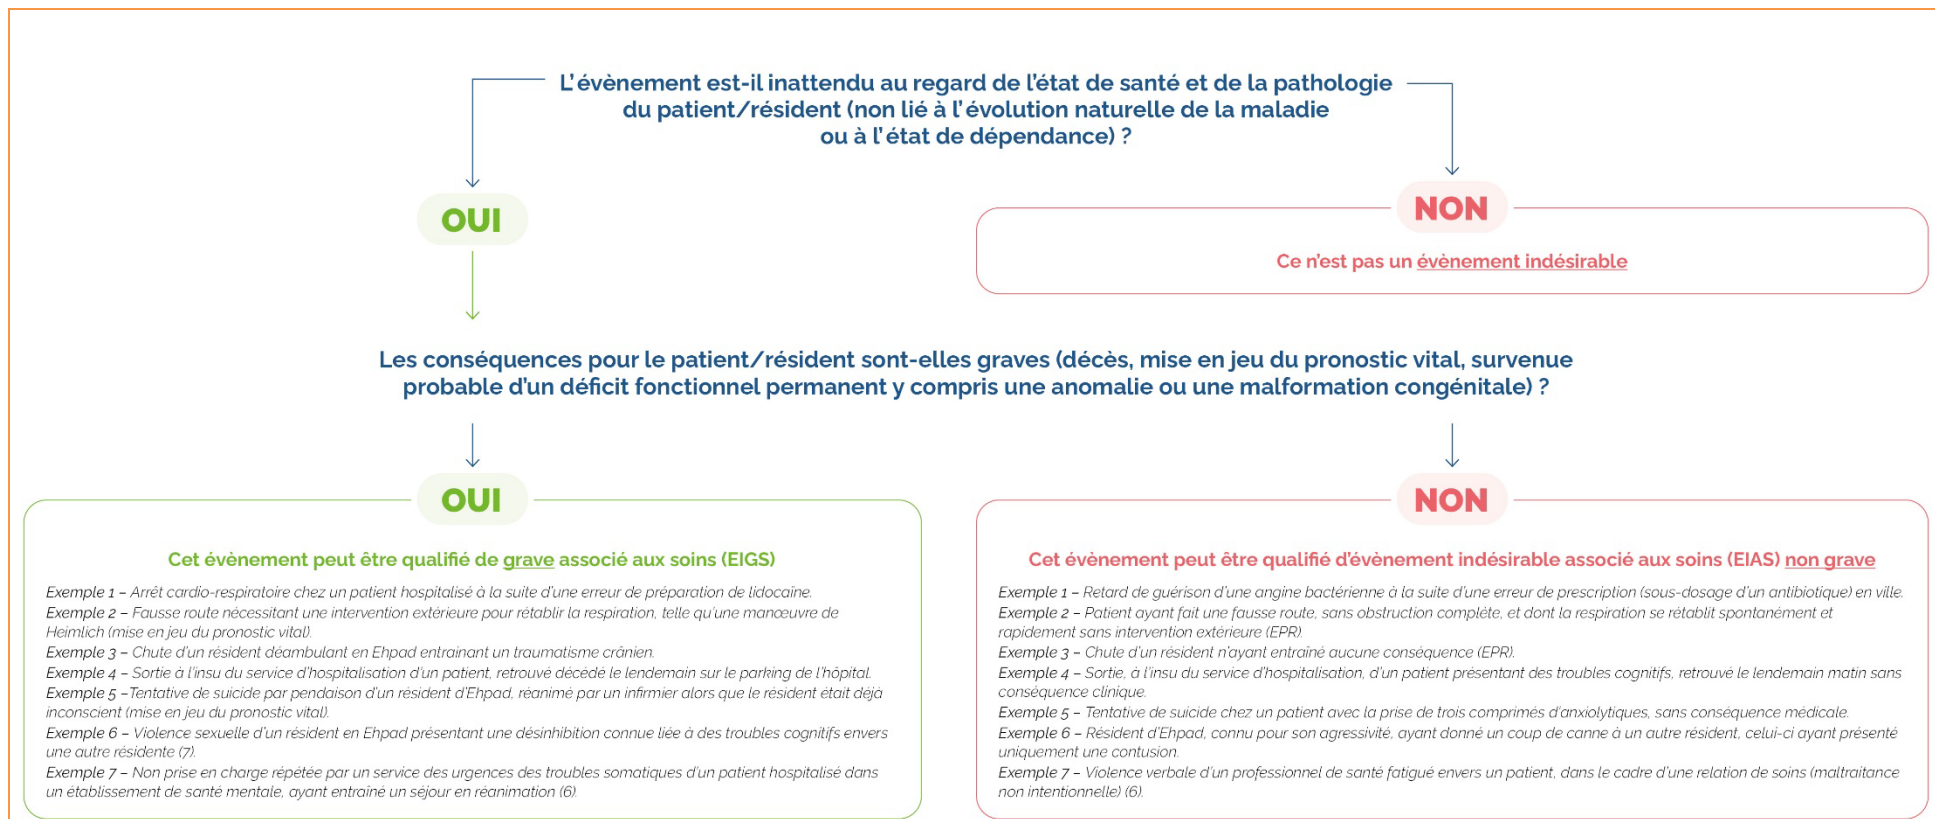 L'évènement est-il inattendu au regard de l'état de santé et de la pathologie
du patient/résident (non lié à l'évolution naturelle de la maladie
ou à l'état de dépendance) ?
OUI
NON
Ce n'est pas un évènement indésirable
Les conséquences pour le patient/résident sont-elles graves (décès, mise en jeu du pronostic vital, survenue
probable d'un déficit fonctionnel permanent y compris une anomalie ou une malformation congénitale) ?
OUI
Cet évènement peut être qualifié de grave associé aux soins (EIGS)
Exemple 1 – Arrêt cardio-respiratoire chez un patient hospitalisé à la suite d'une erreur de préparation de lidocaïne.
Exemple 2 – Fausse route nécessitant une intervention extérieure pour rétablir la respiration, telle qu'une manœuvre de
Heimlich (mise en jeu du pronostic vital).
Exemple 3 – Chute d'un résident déambulant en Ehpad entrainant un traumatisme crânien.
Exemple 4 – Sortie à l'insu du service d'hospitalisation d'un patient, retrouvé décédé le lendemain sur le parking de l'hôpital.
Exemple 5 –Tentative de suicide par pendaison d'un résident d'Ehpad, réanimé par un infirmier alors que le résident était déjà
inconscient (mise en jeu du pronostic vital).
Exemple 6 – Violence sexuelle d'un résident en Ehpad présentant une désinhibition connue liée à des troubles cognitifs envers
une autre résidente (7).
Exemple 7 – Non prise en charge répétée par un service des urgences des troubles somatiques d'un patient hospitalisé dans
un établissement de santé mentale, ayant entraîné un séjour en réanimation (6).
NON
Cet évènement peut être qualifié d'évènement indésirable associé aux soins (EIAS) non grave
Exemple 1 – Retard de guérison d'une angine bactérienne à la suite d'une erreur de prescription (sous-dosage d'un antibiotique) en ville.
Exemple 2 – Patient ayant fait une fausse route, sans obstruction complète, et dont la respiration se rétablit spontanément et
rapidement sans intervention extérieure (EPR).
Exemple 3 – Chute d'un résident n'ayant entraîné aucune conséquence (EPR).
Exemple 4 – Sortie, à l'insu du service d'hospitalisation, d'un patient présentant des troubles cognitifs, retrouvé le lendemain matin sans
conséquence clinique.
Exemple 5 – Tentative de suicide chez un patient avec la prise de trois comprimés d'anxiolytiques, sans conséquence médicale.
Exemple 6 – Résident d'Ehpad, connu pour son agressivité, ayant donné un coup de canne à un autre résident, celui-ci ayant présenté
uniquement une contusion.
Exemple 7 – Violence verbale d'un professionnel de santé fatigué envers un patient, dans le cadre d'une relation de soins (maltraitance
non intentionnelle) (6).